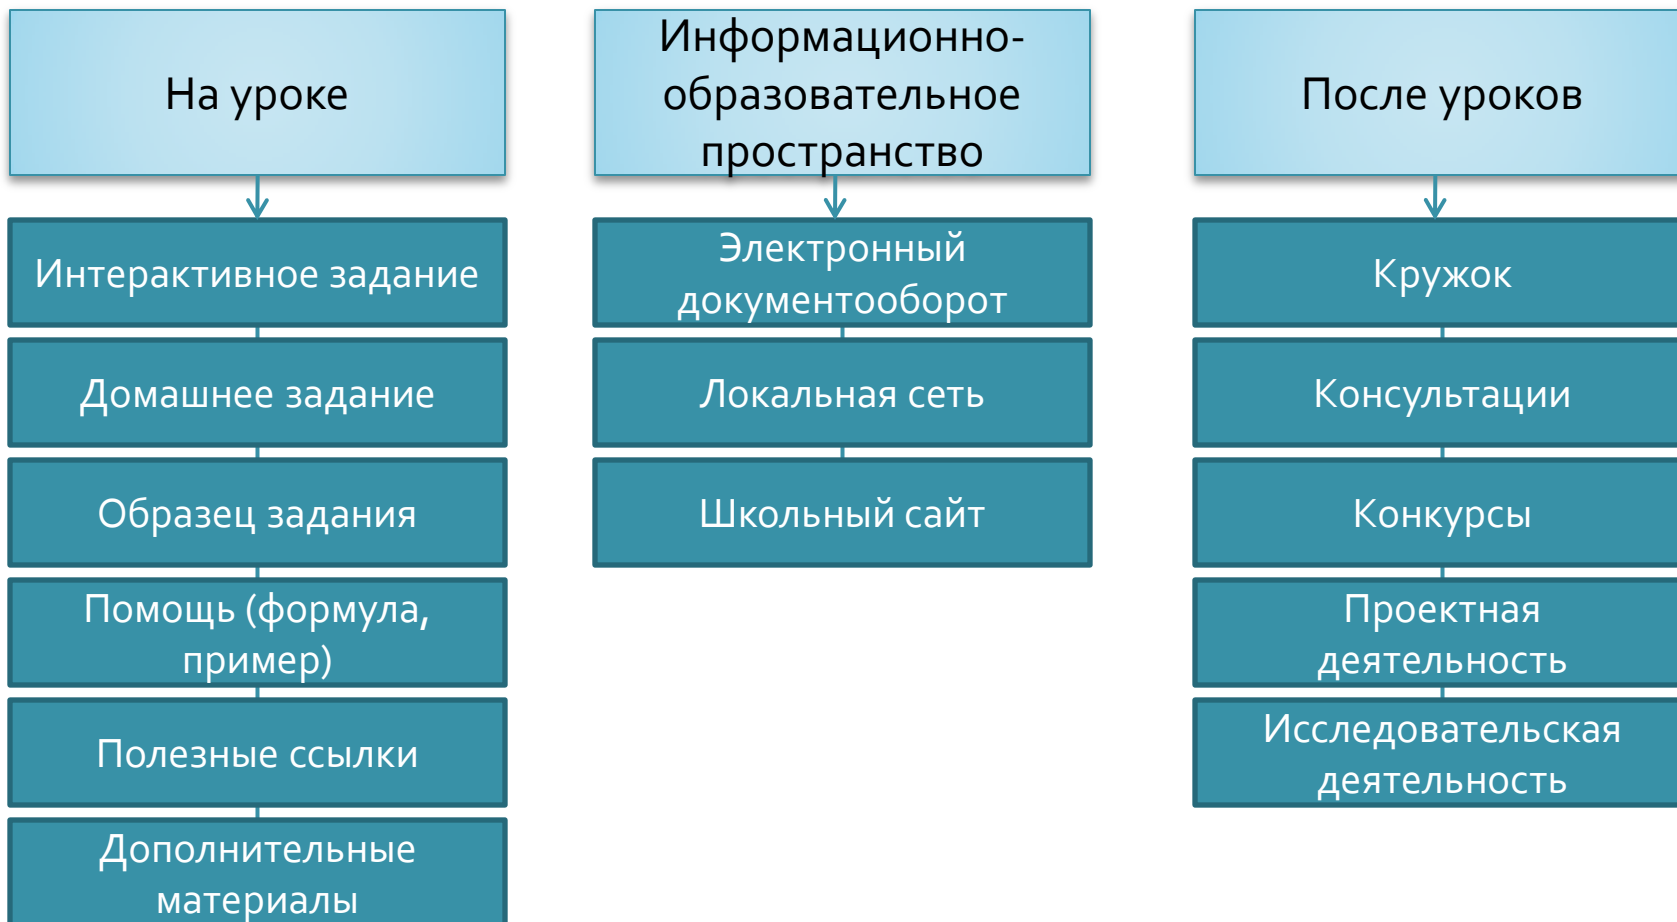 На уроке
Интерактивное задание
Домашнее задание
Образец задания
Помощь (формула,
пример)
Полезные ссылки
Дополнительные
материалы
Информационно-
образовательное
пространство
Электронный
документооборот
Локальная сеть
Школьный сайт
После уроков
Кружок
Консультации
Конкурсы
Проектная
деятельность
Исследовательская
деятельность